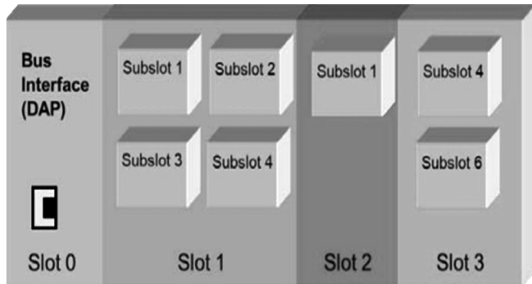 Bus
Interface
(DAP)
Subslot 1
Subslot 2
Subslot 1
Subslot 4
Subslot 3
Subslot 4
Subslot 6
Slot 0
Slot 1
Slot 2
Slot 3